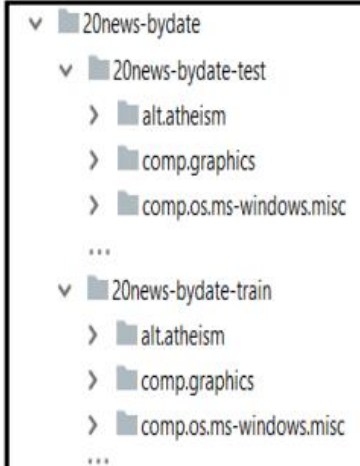 20news-bydate
20news-bydate-test
alt.atheism
comp.graphics
comp.os.ms-windows.misc
...
20news-bydate-train
alt.atheism
comp.graphics
comp.os.ms-windows.misc
...